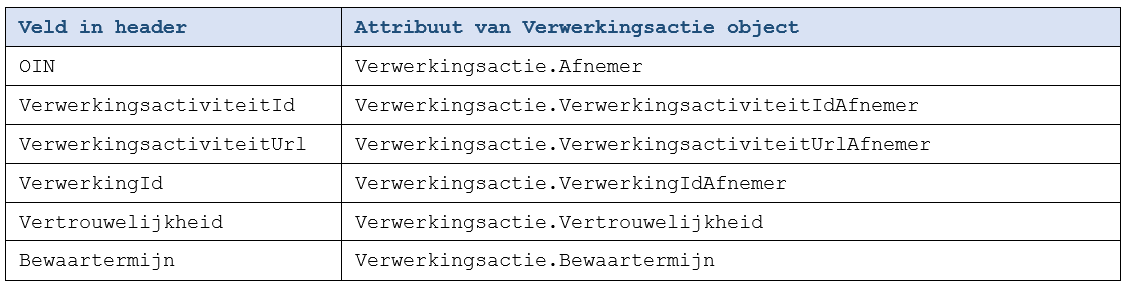 Veld in header Attribuut van Verwerkingsactie object
OIN Verwerkingsactie.Afnemer
VerwerkingsactiviteitId Verwerkingsactie.VerwerkingsactiviteitIdAfnemer
VerwerkingsactiviteitUrl Verwerkingsactie.VerwerkingsactiviteitUrlAfnemer
VerwerkingId Verwerkingsactie.VerwerkingIdAfnemer
Vertrouwelijkheid Verwerkingsactie.Vertrouwelijkheid
Bewaartermijn Verwerkingsactie.Bewaartermijn